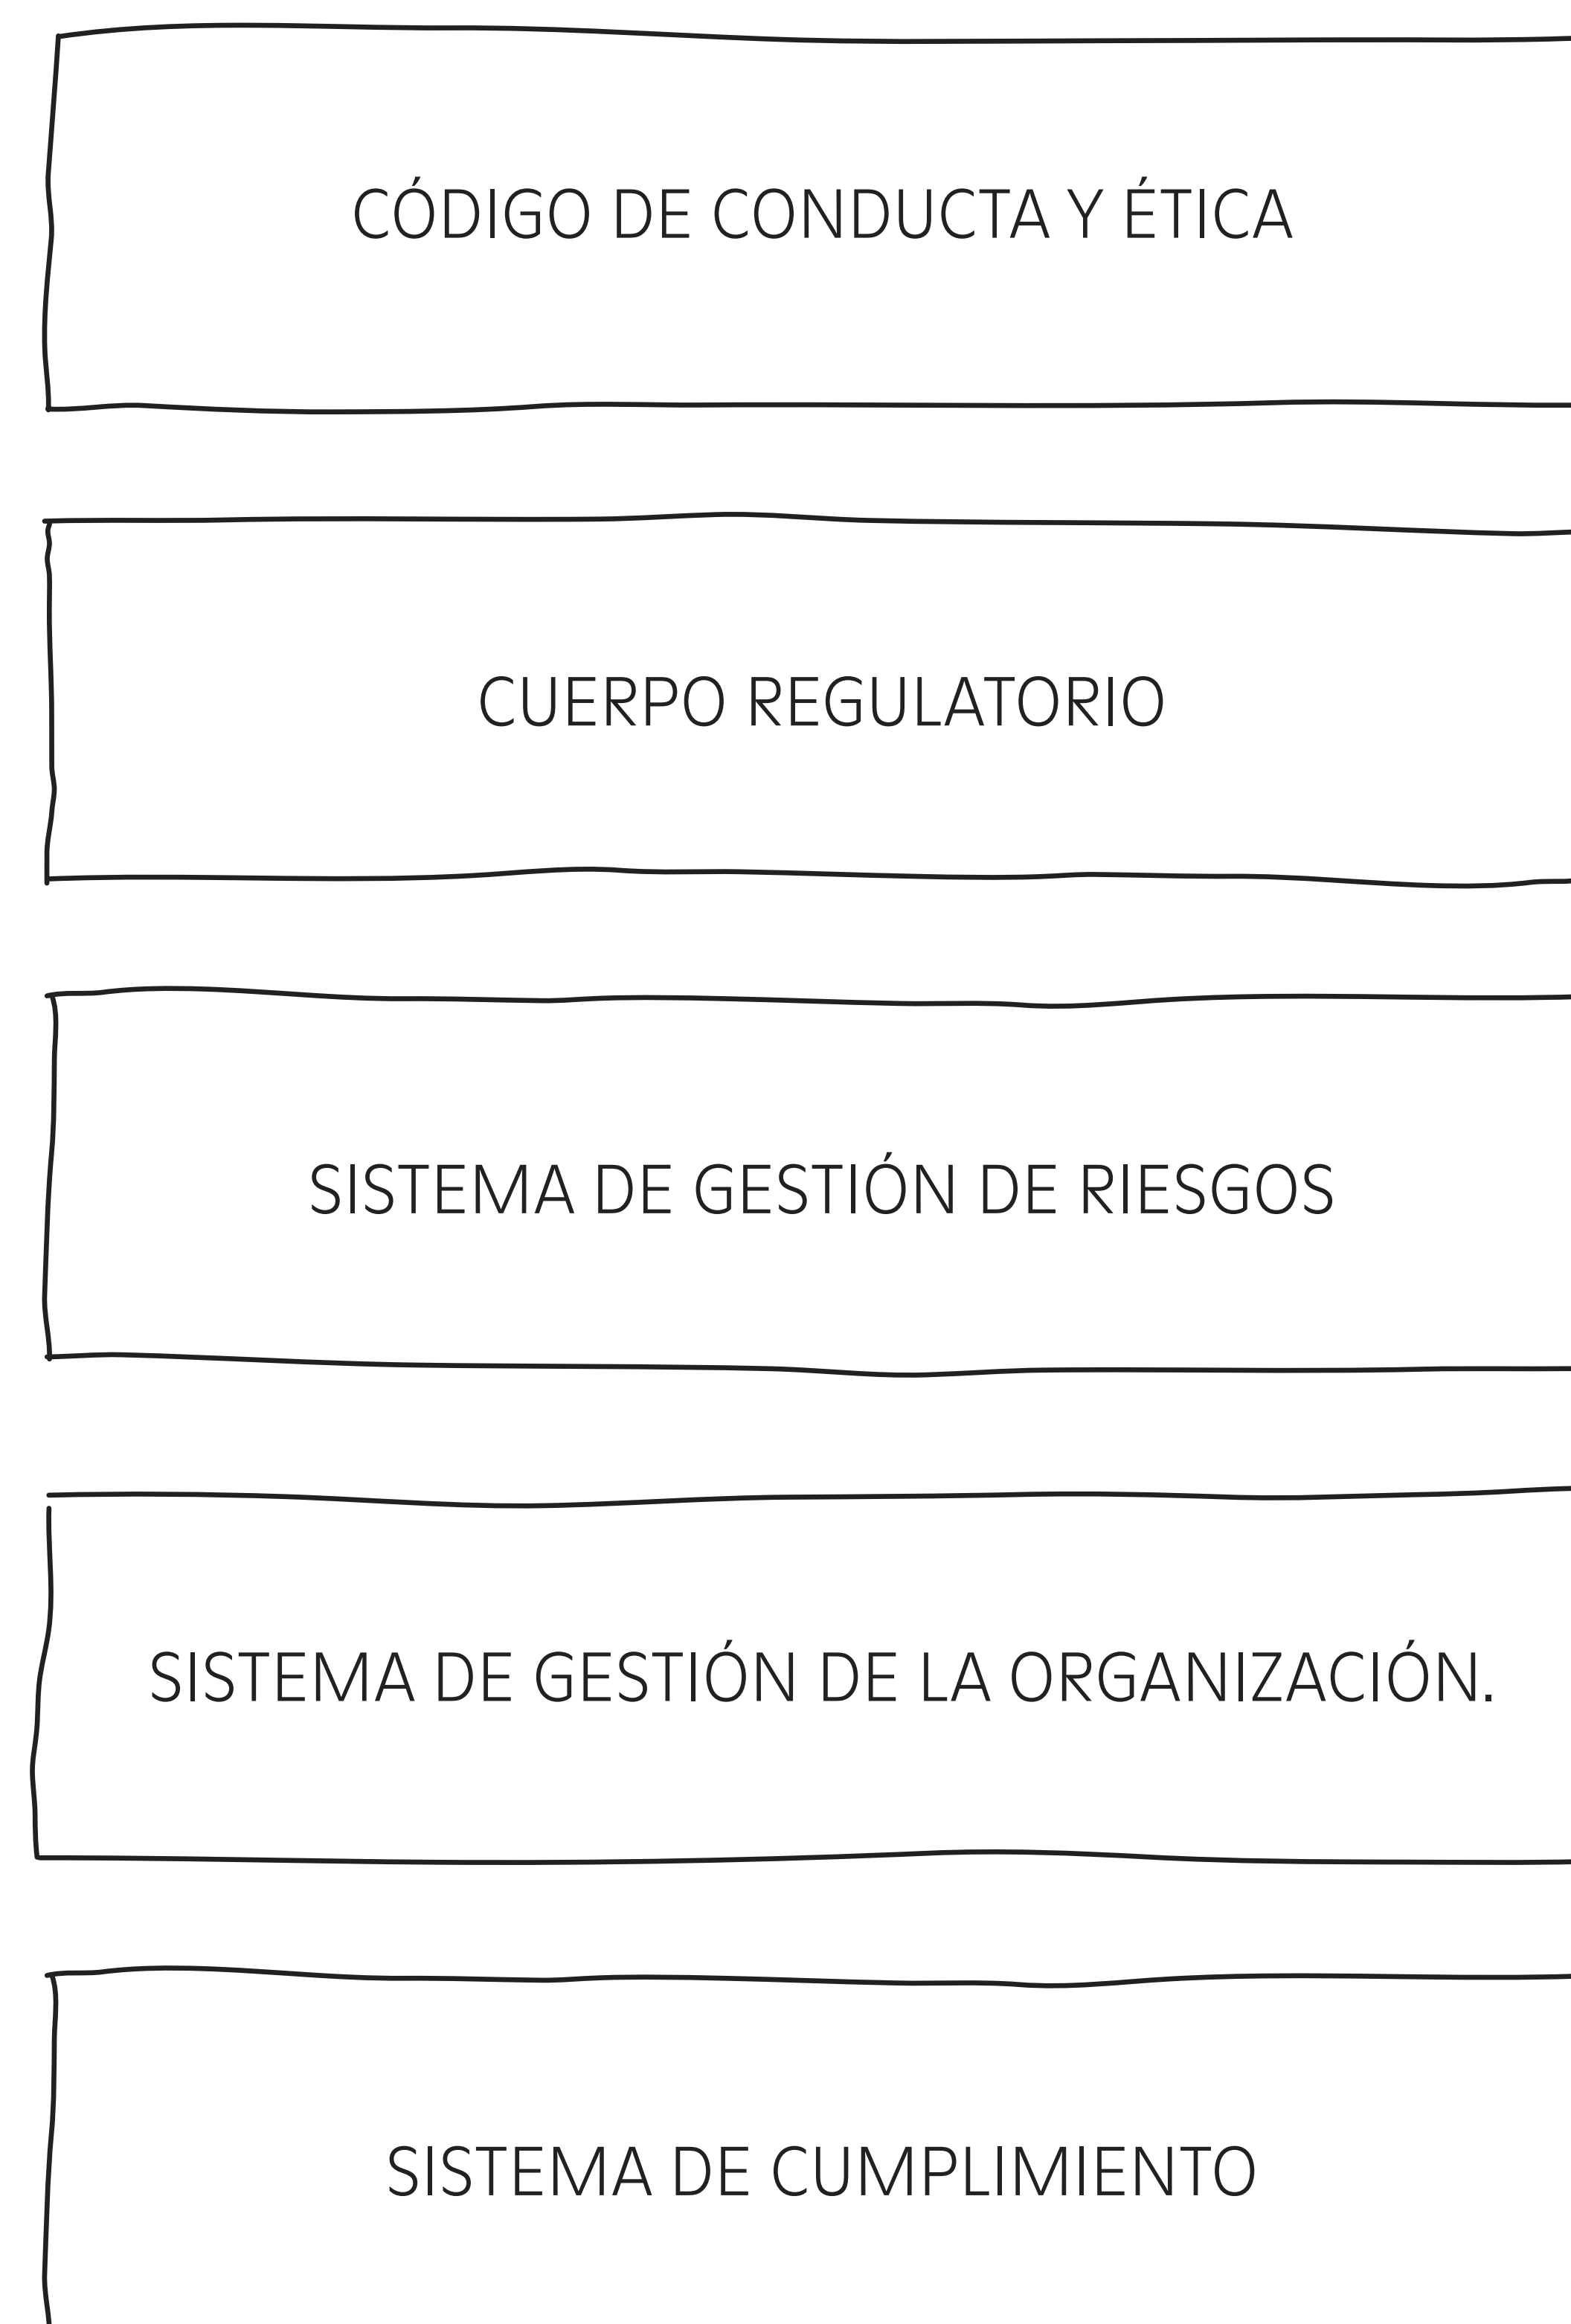 CÓDIGO DE CONDUCTA Y ÉTICA
CUERPO REGULATORIO
SISTEMA DE GESTIÓN DE RIESGOS
SISTEMA DE GESTIÓN DE LA ORGANIZACIÓN.
SISTEMA DE CUMPLIMIENTO